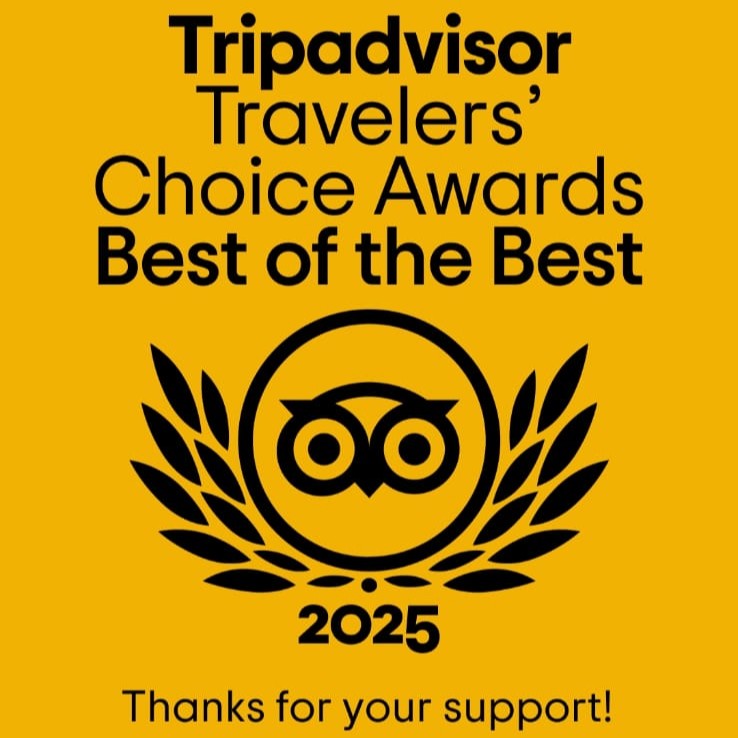 Tripadvisor
Travelers’
Choice Awards
Best of the Best
2025
Thanks for your support!